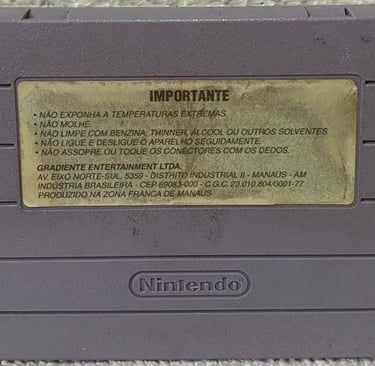 IMPORTANTE
• NÃO EXPONHA A TEMPERATURAS EXTREMAS.
• NÃO MOLHE.
• NÃO LIMPE COM BENZINA, THINNER, ÁLCOOL OU OUTROS SOLVENTES.
• NÃO LIGUE E DESLIGUE O APARELHO SEGUIDAMENTE.
• NÃO ASSOPRE OU TOQUE OS CONECTORES COM OS DEDOS.
GRADIENTE ENTERTAINMENT LTDA.
AV. EIXO NORTE-SUL, 5359 - DISTRITO INDUSTRIAL II - MANAUS - AM
INDÚSTRIA BRASILEIRA - CEP 69083-000 - C.G.C. 23.010.804/0001-77
PRODUZIDO NA ZONA FRANCA DE MANAUS
Nintendo